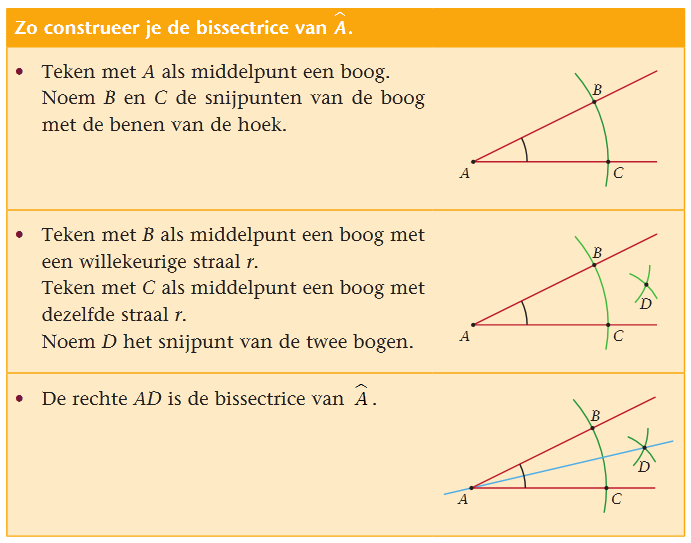 Zo construeer je de bissectrice van Â.
• Teken met A als middelpunt een boog.
Noem B en C de snijpunten van de boog
met de benen van de hoek.
B
A
C
• Teken met B als middelpunt een boog met
een willekeurige straal r.
Teken met C als middelpunt een boog met
dezelfde straal r.
Noem D het snijpunt van de twee bogen.
B
D
A
C
• De rechte AD is de bissectrice van Â.
B
D
A
C